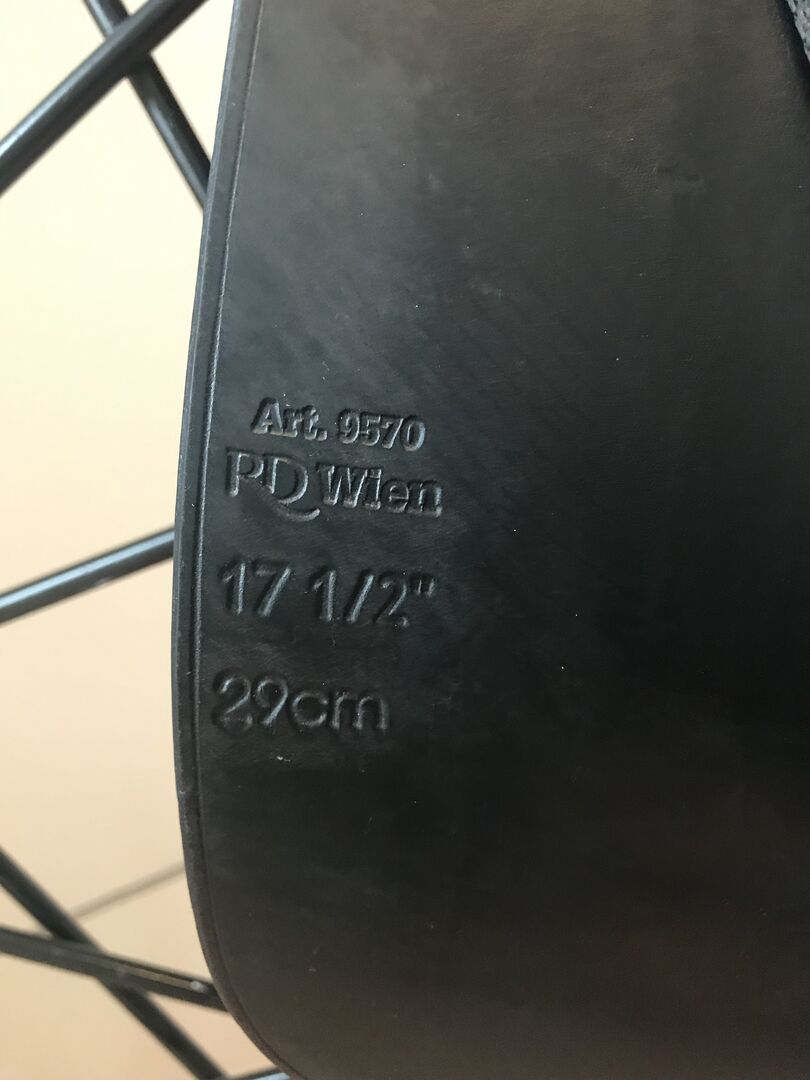 Art. 9570
PD Wien
17 1/2"
29cm